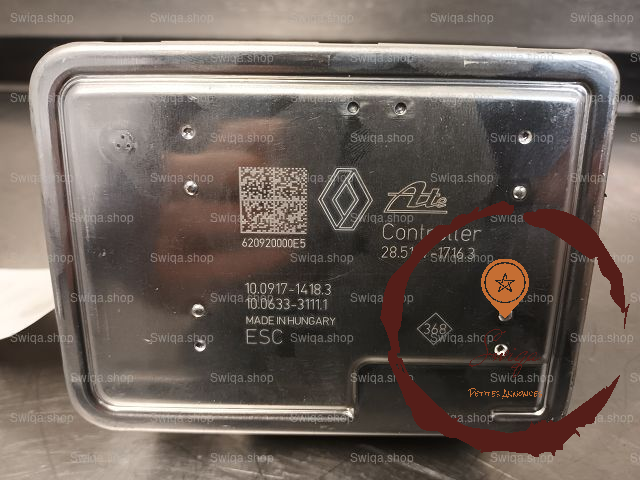 620920000E5
Ate
Controller
10.0917-1418.3
10.0633-3111.1
MADE IN HUNGARY
ESC
368
PETITES ANNONCE
Swiqa.shop